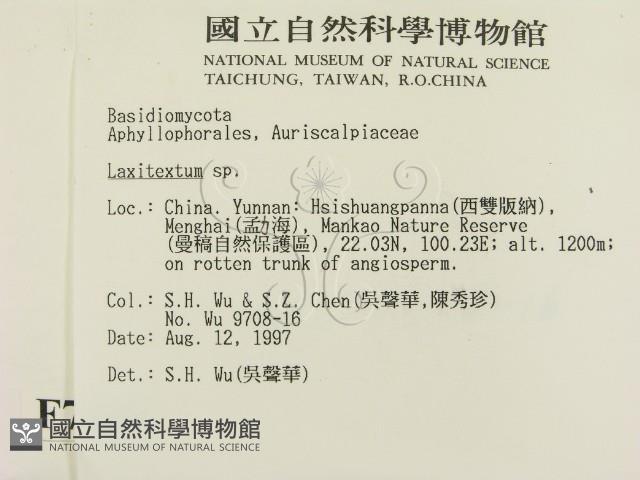 國立自然科學博物館
NATIONAL MUSEUM OF NATURAL SCIENCE
TAICHUNG, TAIWAN, R.O.CHINA
Basidiomycota
Aphyllophorales, Auriscalpiaceae
Laxitextum sp.
Loc.: China. Yunnan: Hsishuangpanna(西雙版納),
Menghai(孟力海), Mankao Nature Reserve
(曼稿自然保護區), 22.03N, 100.23E; alt. 1200m;
on rotten trunk of angiosperm.
Col.: S.H. Wu & S.Z. Chen(吳聲華,陳秀珍)
No. Wu 9708-16
Date: Aug. 12, 1997
Det.: S.H. Wu(吳聲華)
國立自然科學博物館
NATIONAL MUSEUM OF NATURAL SCIENCE